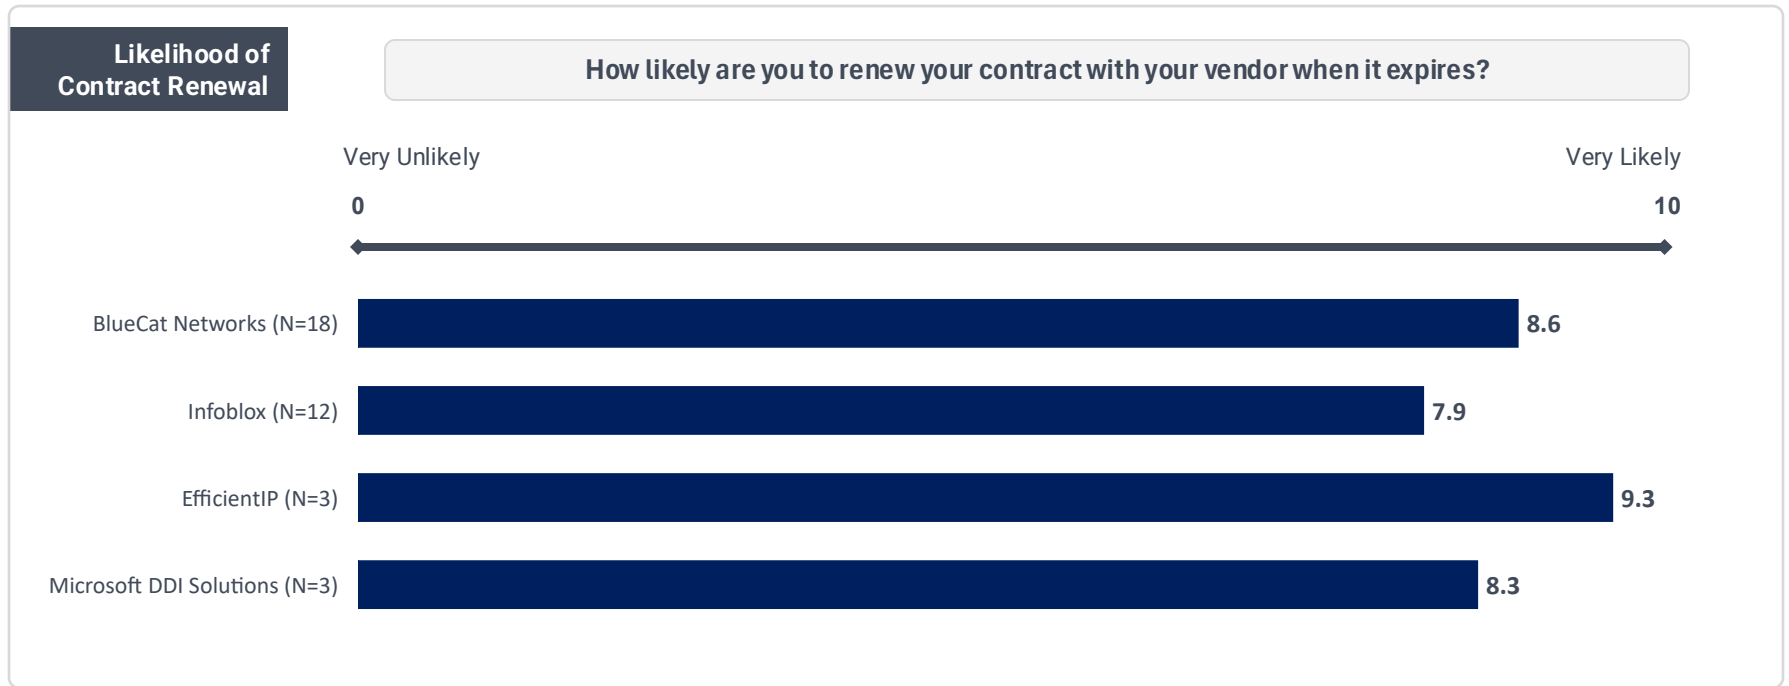 Likelihood of
Contract Renewal
How likely are you to renew your contract with your vendor when it expires?
Very Unlikely
Very Likely
0
10
BlueCat Networks (N=18)
8.6
Infoblox (N=12)
7.9
EfficientIP (N=3)
9.3
Microsoft DDI Solutions (N=3)
8.3